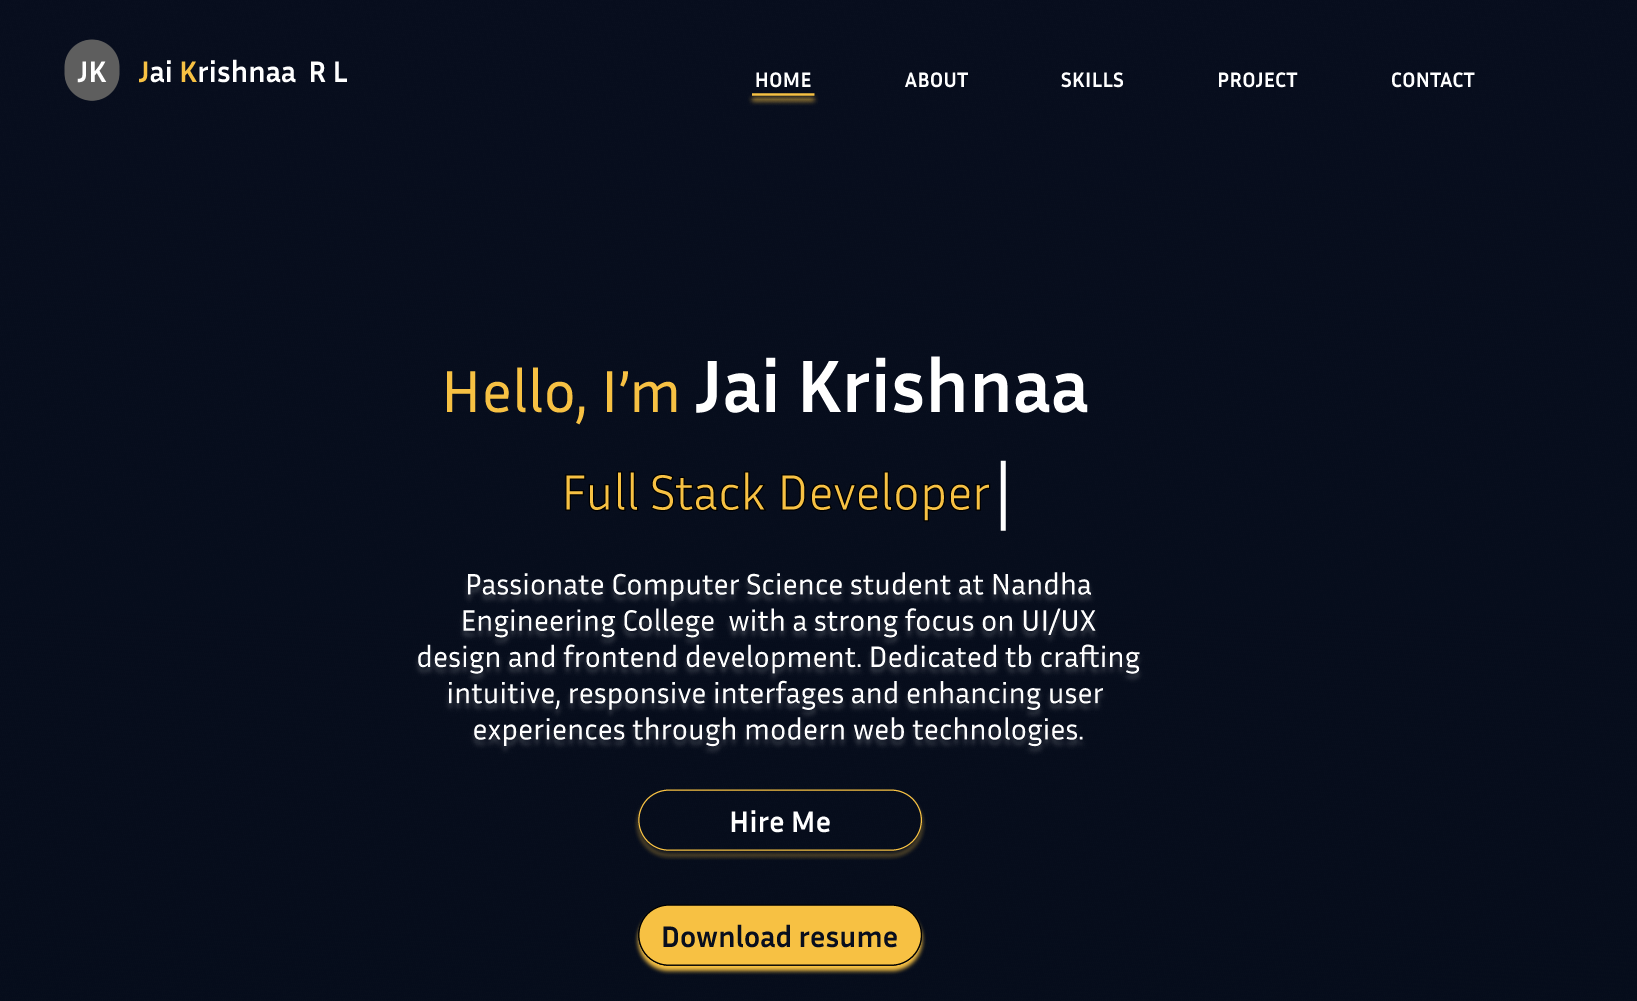 JK
Jai Krishnaa R L
HOME
ABOUT
SKILLS
PROJECT
CONTACT
Hello, I’m Jai Krishnaa
Full Stack Developer
Passionate Computer Science student at Nandha
Engineering College with a strong focus on UI/UX
design and frontend development. Dedicated tb crafting
intuitive, responsive interfages and enhancing user
experiences through modern web technologies.
Hire Me
Download resume